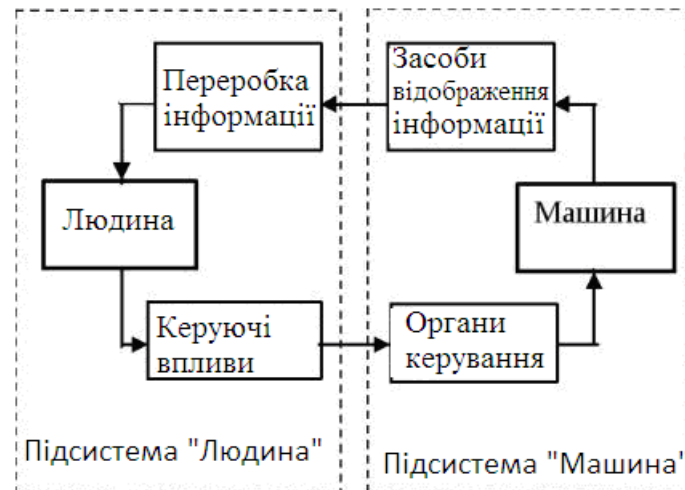 Переробка
інформації
Засоби
відображення
інформації
Людина
Машина
Керуючі
впливи
Органи
керування
Підсистема "Людина"
Підсистема "Машина"